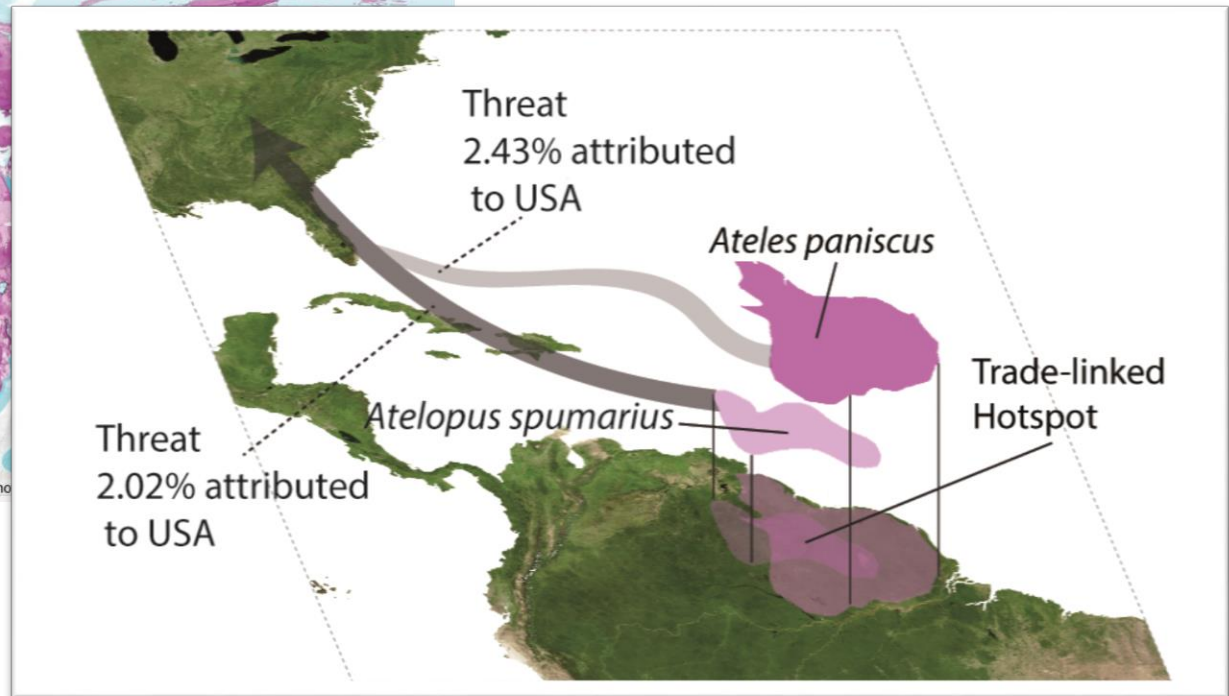 Threat
2.43% attributed
to USA
Ateles paniscus
Trade-linked
Hotspot
Atelopus spumarius
Threat
2.02% attributed
to USA